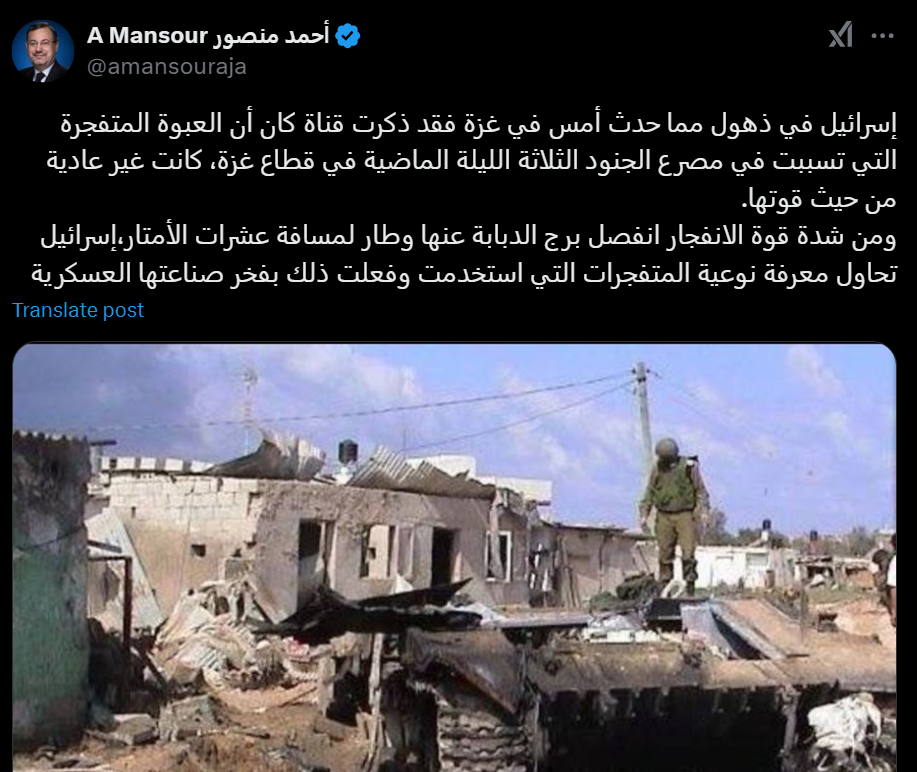 A Mansour أحمد منصور
@amansouraja
إسرائيل في ذهول مما حدث أمس في غزة فقد ذكرت قناة كان أن العبوة المتفجرة
التي تسببت في مصرع الجنود الثلاثة الليلة الماضية في قطاع غزة، كانت غير عادية
من حيث قوتها.
ومن شدة قوة الانفجار انفصل برج الدبابة عنها وطار لمسافة عشرات الأمتار،إسرائيل
تحاول معرفة نوعية المتفجرات التي استخدمت وفعلت ذلك بفخر صناعتها العسكرية
Translate post